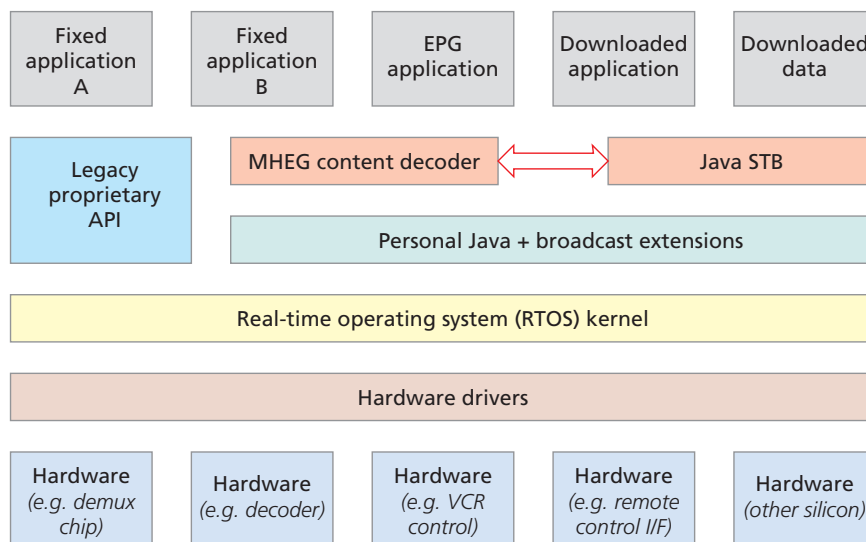 Fixed
application
A
Fixed
application
B
EPG
application
Downloaded
application
Downloaded
data
Legacy
proprietary
API
MHEG content decoder
Java STB
Personal Java + broadcast extensions
Real-time operating system (RTOS) kernel
Hardware drivers
Hardware
(e.g. demux
chip)
Hardware
(e.g. decoder)
Hardware
(e.g. VCR
control)
Hardware
(e.g. remote
control I/F)
Hardware
(other silicon)